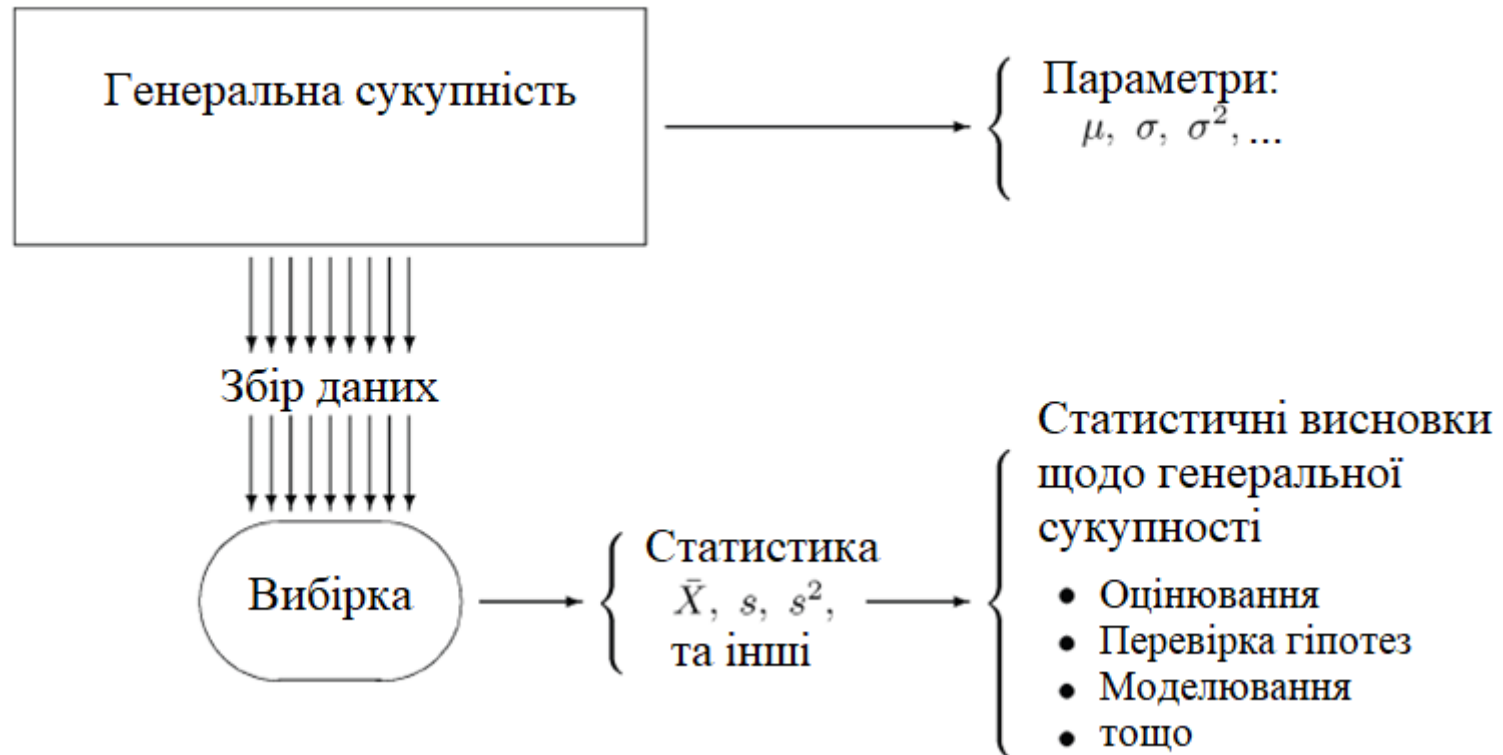 Генеральна сукупність
Параметри:
μ, σ, σ², ...
Збір даних
Вибірка
Статистика
X̄, s, s²,
та інші
Статистичні висновки
щодо генеральної
сукупності
• Оцінювання
• Перевірка гіпотез
• Моделювання
• тощо